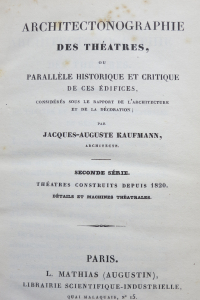 ARCHITECTONOGRAPHIE
DES THÉATRES,
OU
PARALLÈLE HISTORIQUE ET CRITIQUE
DE CES ÉDIFICES,
CONSIDÉRÉS SOUS LE RAPPORT DE L'ARCHITECTURE
ET DE LA DÉCORATION;
PAR
JACQUES-AUGUSTE KAUFMANN,
ARCHITECTE.
SECONDE SÉRIE.
THÉATRES CONSTRUITS DEPUIS 1820.
DÉTAILS ET MACHINES THÉATRALES.
PARIS.
L. MATHIAS (AUGUSTIN),
LIBRAIRIE SCIENTIFIQUE-INDUSTRIELLE,
QUAI MALAQUAIS, N° 15.